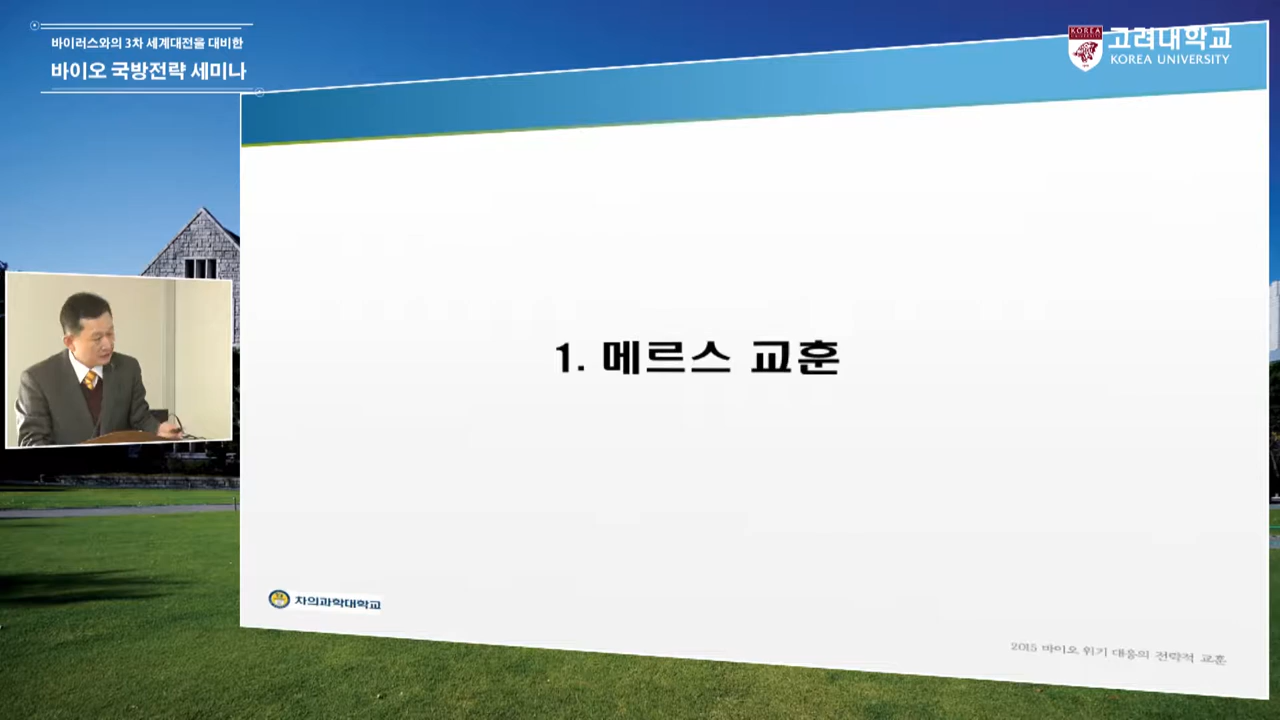 바이러스와의 3차 세계대전을 대비한
바이오 국방전략 세미나
KOREA
UNIVERSITY
고려대학교
KOREA UNIVERSITY
1. 메르스 교훈
차의과학대학교
2015 바이오 위기 대응의 전략적 교훈